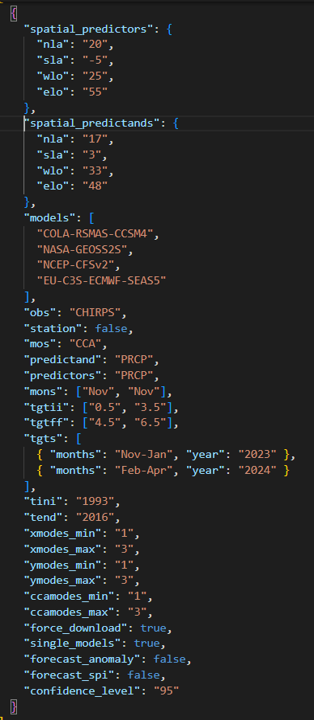 {
"spatial_predictors": {
"nla": "20",
"sla": "-5",
"wlo": "25",
"elo": "55"
},
"spatial_predictands": {
"nla": "17",
"sla": "3",
"wlo": "33",
"elo": "48"
},
"models": [
"COLA-RSMAS-CCSM4",
"NASA-GEOSS2S",
"NCEP-CFSv2",
"EU-C3S-ECMWF-SEAS5"
],
"obs": "CHIRPS",
"station": false,
"mos": "CCA",
"predictand": "PRCP",
"predictors": "PRCP",
"mons": ["Nov", "Nov"],
"tgtii": ["0.5", "3.5"],
"tgtff": ["4.5", "6.5"],
"tgts": [
{ "months": "Nov-Jan", "year": "2023" },
{ "months": "Feb-Apr", "year": "2024" }
],
"tini": "1993",
"tend": "2016",
"xmodes_min": "1",
"xmodes_max": "3",
"ymodes_min": "1",
"ymodes_max": "3",
"ccamodes_min": "1",
"ccamodes_max": "3",
"force_download": true,
"single_models": true,
"forecast_anomaly": false,
"forecast_spi": false,
"confidence_level": "95"
}